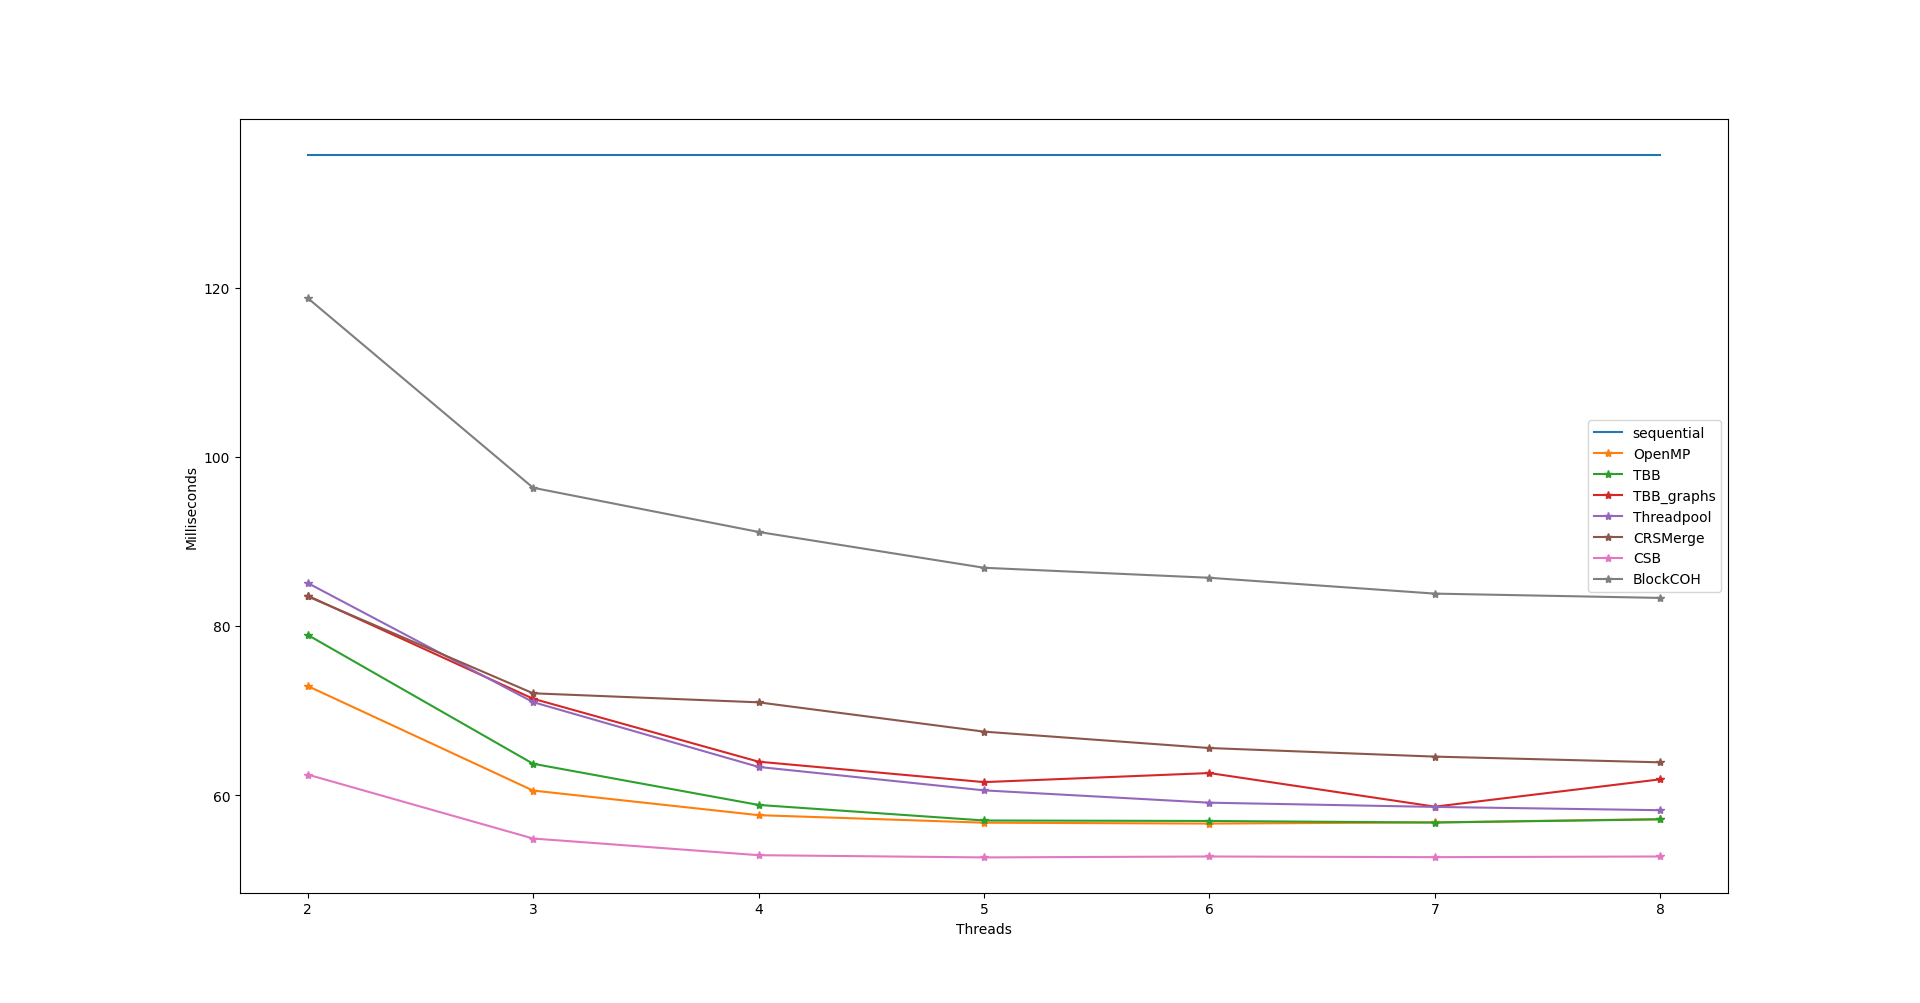 120
100
80
60
Milliseconds
2 3 4 5 6 7 8
Threads
sequential
OpenMP
TBB
TBB_graphs
Threadpool
CRSMerge
CSB
BlockCOH